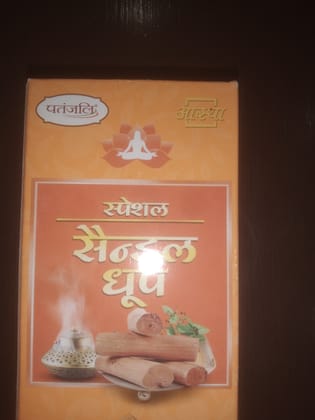 पतंजलि
आस्था
स्पेशल
सैन्डल
धूप